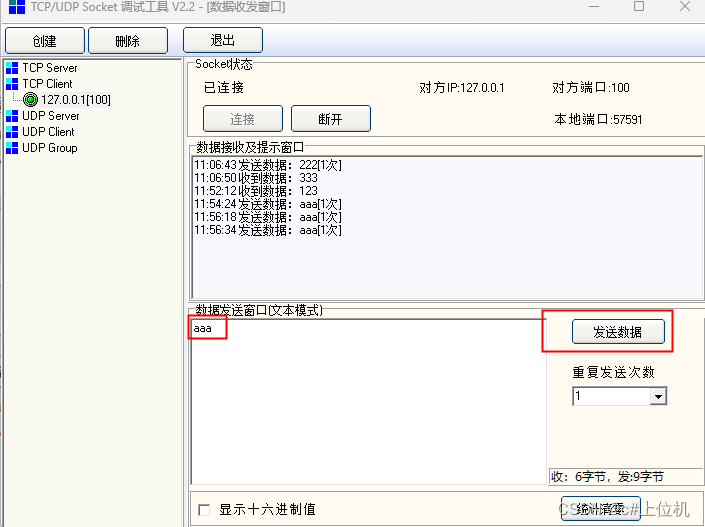 TCP/UDP Socket 调试工具 V2.2 - [数据收发窗口]
创建 删除 退出
TCP Server
TCP Client
127.0.0.1[100]
UDP Server
UDP Client
UDP Group
Socket状态
已连接 对方IP:127.0.0.1 对方端口:100
连接 断开 本地端口:57591
数据接收及提示窗口
11:06:43 发送数据：222[1次]
11:06:50 收到数据：333
11:52:12 收到数据：123
11:54:24 发送数据：aaa[1次]
11:56:18 发送数据：aaa[1次]
11:56:34 发送数据：aaa[1次]
数据发送窗口(文本模式)
aaa
发送数据
重复发送次数
1
收：6字节，发:9字节
显示十六进制值
统计清零
CSDN @c#上位机